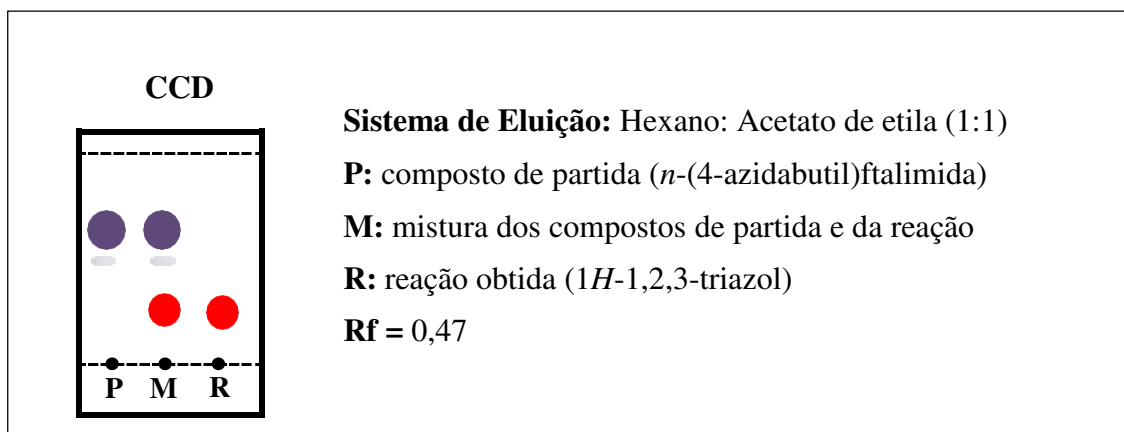 CCD
Sistema de Eluição: Hexano: Acetato de etila (1:1)
P: composto de partida (n-(4-azidabutil)ftalimida)
M: mistura dos compostos de partida e da reação
R: reação obtida (1H-1,2,3-triazol)
Rf = 0,47
P M R